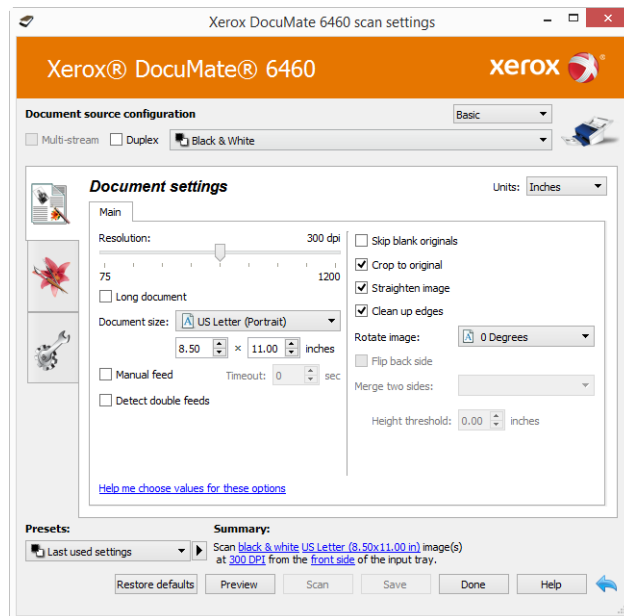 Xerox DocuMate 6460 scan settings
Xerox® DocuMate® 6460
xerox
Document source configuration
Basic
Multi-stream Duplex Black & White
Document settings
Units: Inches
Main
Resolution: 300 dpi
75 1200
Long document
Document size: US Letter (Portrait)
8.50 × 11.00 inches
Manual feed Timeout: 0 sec
Detect double feeds
Skip blank originals
Crop to original
Straighten image
Clean up edges
Rotate image: 0 Degrees
Flip back side
Merge two sides:
Height threshold: 0.00 inches
Help me choose values for these options
Presets:
Last used settings
Summary:
Scan black & white US Letter (8.50x11.00 in) image(s)
at 300 DPI from the front side of the input tray.
Restore defaults Preview Scan Save Done Help